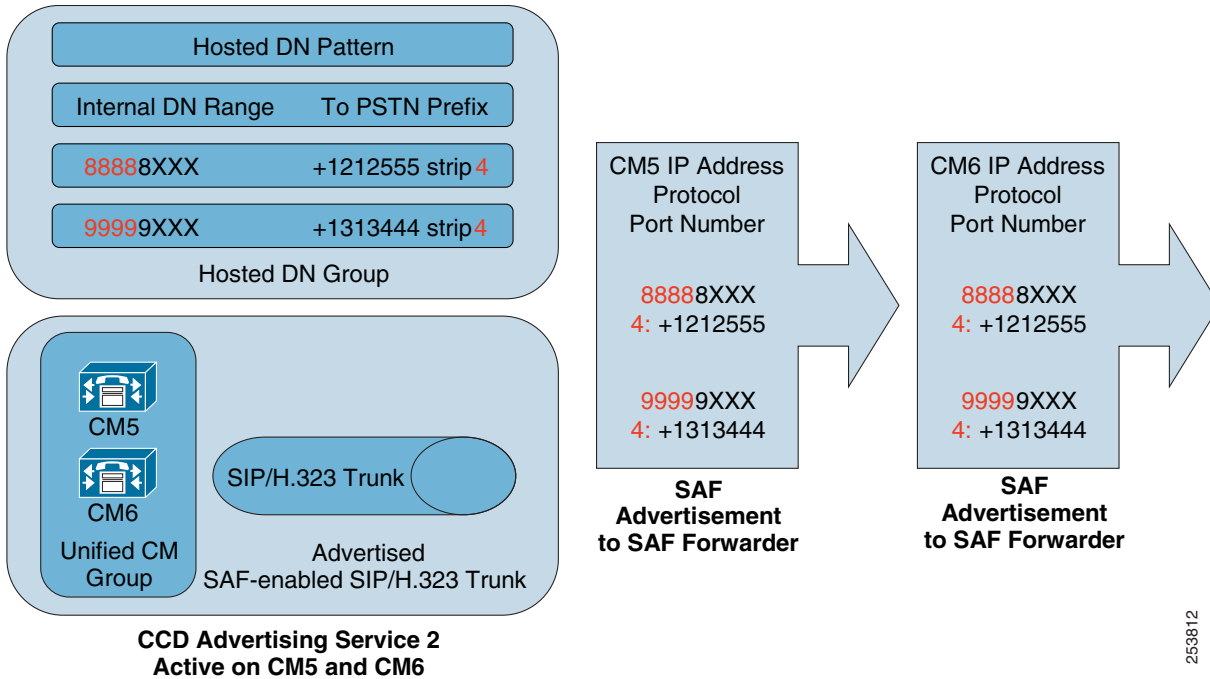 Hosted DN Pattern
Internal DN Range To PSTN Prefix
88888XXX +1212555 strip 4
99999XXX +1313444 strip 4
Hosted DN Group
CM5
CM6
Unified CM
Group
SIP/H.323 Trunk
Advertised
SAF-enabled SIP/H.323 Trunk
CCD Advertising Service 2
Active on CM5 and CM6
CM5 IP Address
Protocol
Port Number
88888XXX
4: +1212555
99999XXX
4: +1313444
SAF
Advertisement
to SAF Forwarder
CM6 IP Address
Protocol
Port Number
88888XXX
4: +1212555
99999XXX
4: +1313444
SAF
Advertisement
to SAF Forwarder
253812